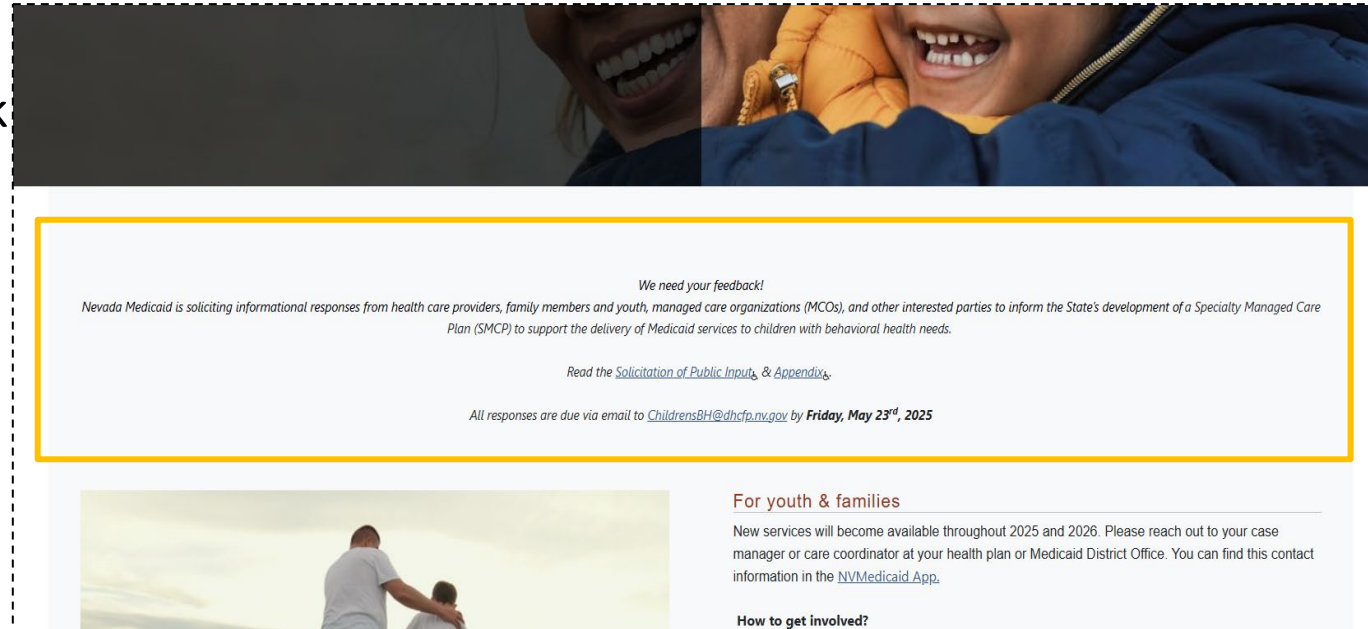 We need your feedback!
Nevada Medicaid is soliciting informational responses from health care providers, family members and youth, managed care organizations (MCOs), and other interested parties to inform the State's development of a Specialty Managed Care
Plan (SMCP) to support the delivery of Medicaid services to children with behavioral health needs.
Read the Solicitation of Public Input & Appendix.
All responses are due via email to ChildrensBH@dhcfp.nv.gov by Friday, May 23rd, 2025
For youth & families
New services will become available throughout 2025 and 2026. Please reach out to your case
manager or care coordinator at your health plan or Medicaid District Office. You can find this contact
information in the NVMedicaid App.
How to get involved?